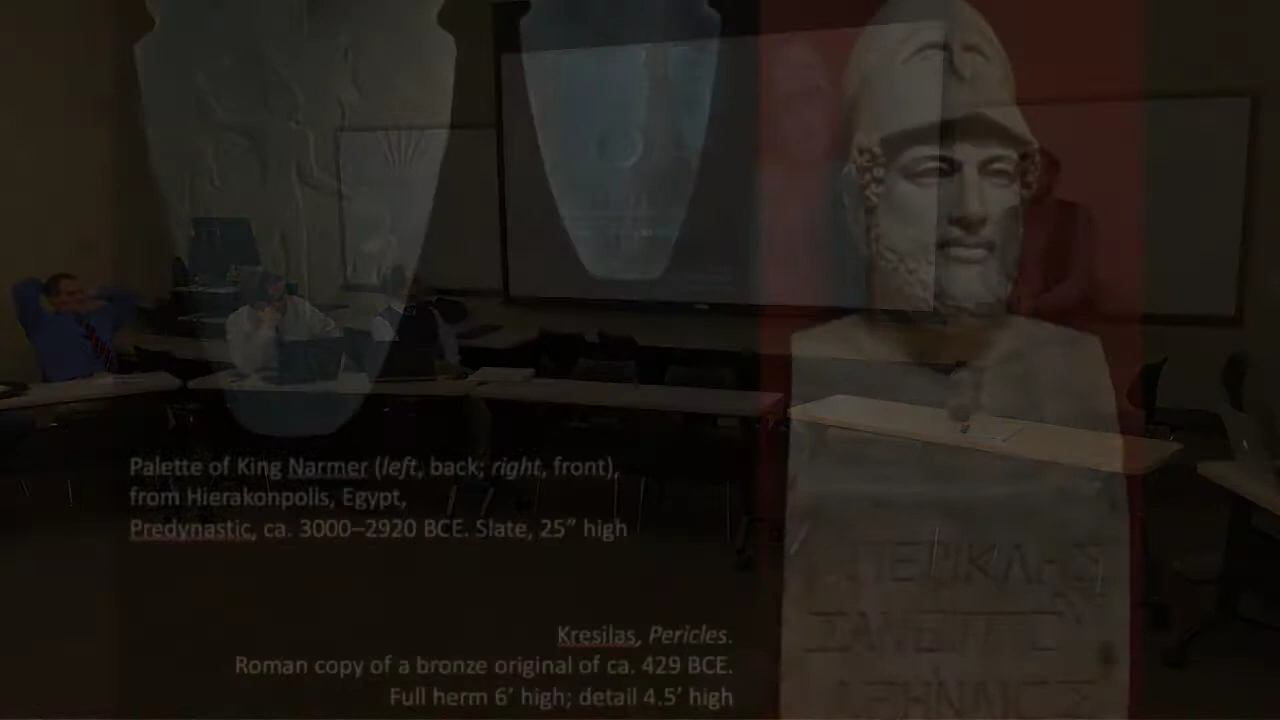 Palette of King Narmer (left, back; right, front),
from Hierakonpolis, Egypt,
Predynastic, ca. 3000–2920 BCE. Slate, 25” high
Kresilas, Pericles.
Roman copy of a bronze original of ca. 429 BCE.
Full herm 6’ high; detail 4.5’ high
ΠΕΡΙΚΛΗΣ